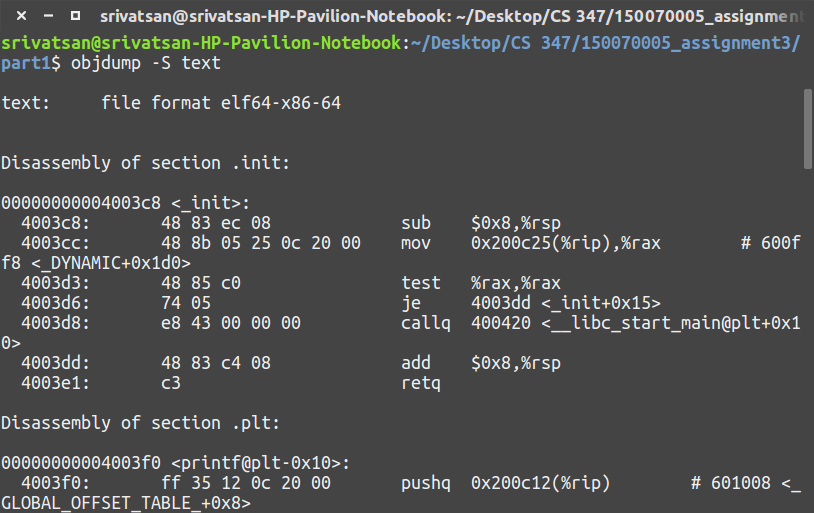 srivatsan@srivatsan-HP-Pavilion-Notebook: ~/Desktop/CS 347/150070005_assignment
srivatsan@srivatsan-HP-Pavilion-Notebook:~/Desktop/CS 347/150070005_assignment3/
part1$ objdump -S text
text:     file format elf64-x86-64
Disassembly of section .init:
00000000004003c8 <_init>:
  4003c8:	48 83 ec 08          	sub    $0x8,%rsp
  4003cc:	48 8b 05 25 0c 20 00 	mov    0x200c25(%rip),%rax        # 600f
f8 <_DYNAMIC+0x1d0>
  4003d3:	48 85 c0             	test   %rax,%rax
  4003d6:	74 05                	je     4003dd <_init+0x15>
  4003d8:	e8 43 00 00 00       	callq  400420 <__libc_start_main@plt+0x1
0>
  4003dd:	48 83 c4 08          	add    $0x8,%rsp
  4003e1:	c3                   	retq
Disassembly of section .plt:
00000000004003f0 <printf@plt-0x10>:
  4003f0:	ff 35 12 0c 20 00    	pushq  0x200c12(%rip)        # 601008 <_
GLOBAL_OFFSET_TABLE_+0x8>